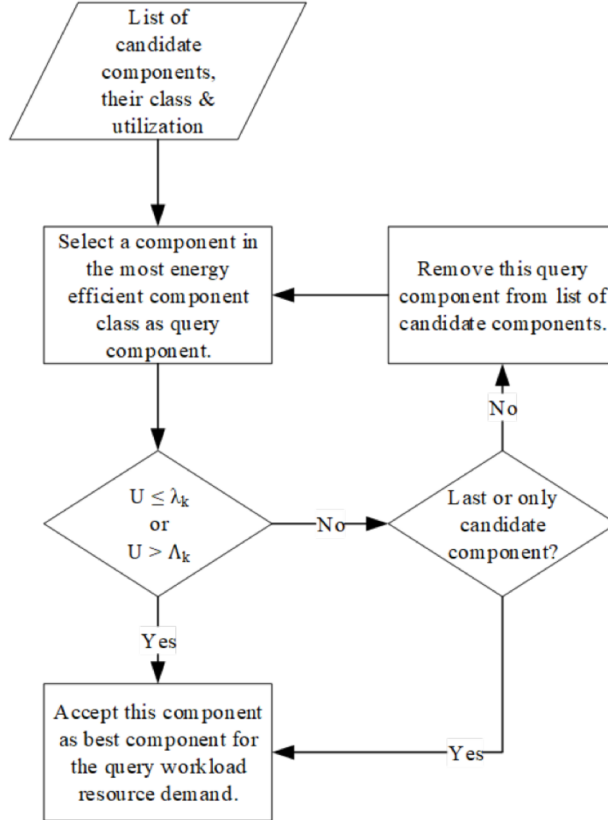 List of
candidate
components,
their class &
utilization
Select a component in
the most energy
efficient component
class as query
component.
Remove this query
component from list of
candidate components.
No
U ≤ λk
or
U > Λk
No
Last or only
candidate
component?
Yes
Accept this component
as best component for
the query workload
resource demand.
Yes